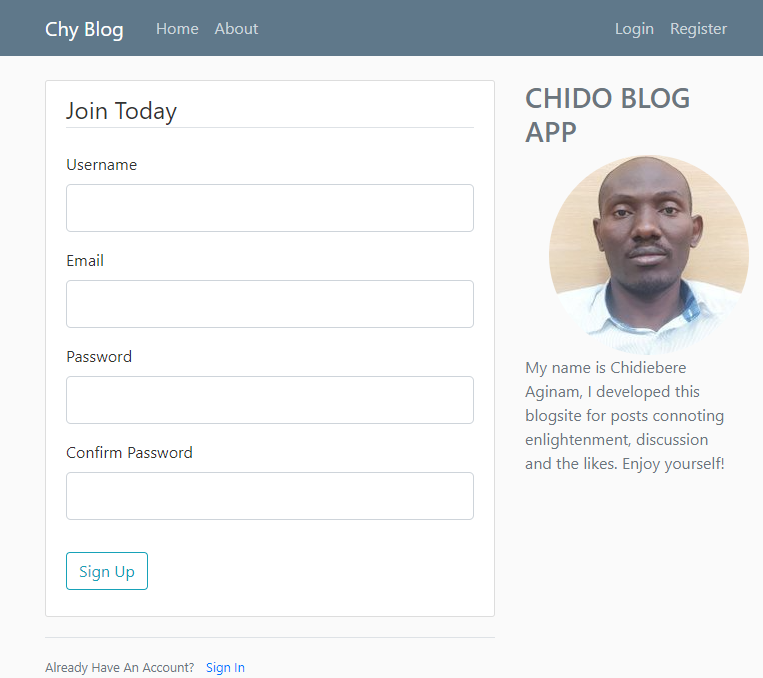 Chy Blog Home About Login Register
Join Today
Username
Email
Password
Confirm Password
Sign Up
Already Have An Account? Sign In
CHIDO BLOG
APP
My name is Chidiebere
Aginam, I developed this
blogsite for posts connoting
enlightenment, discussion
and the likes. Enjoy yourself!